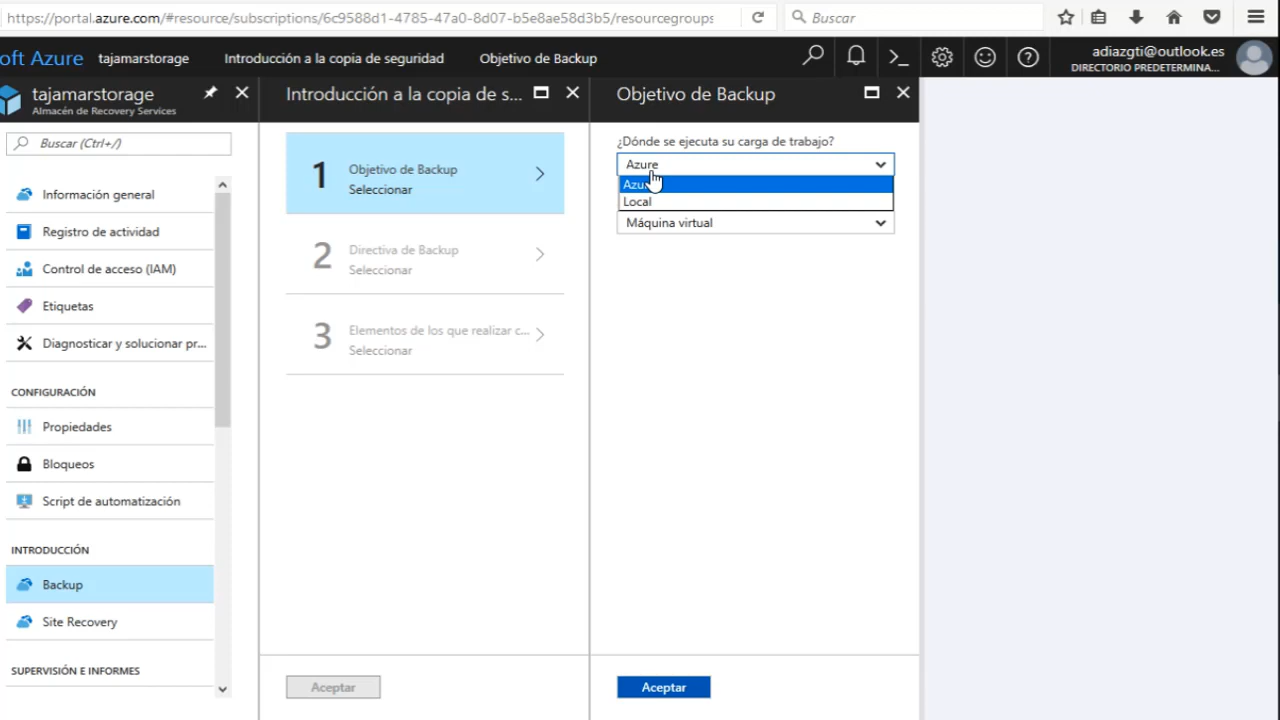 https://portal.azure.com/#resource/subscriptions/6c9588d1-4785-47a0-8d07-b5e8ae58d3b5/resourcegroups
Buscar
oft Azure
tajamarstorage
Introducción a la copia de seguridad
Objetivo de Backup
adiazgti@outlook.es
DIRECTORIO PREDETERMINA...
tajamarstorage
Almacén de Recovery Services
Buscar (Ctrl+/)
Información general
Registro de actividad
Control de acceso (IAM)
Etiquetas
Diagnosticar y solucionar pr...
CONFIGURACIÓN
Propiedades
Bloqueos
Script de automatización
INTRODUCCIÓN
Backup
Site Recovery
SUPERVISIÓN E INFORMES
Introducción a la copia de s...
1
Objetivo de Backup
Seleccionar
2
Directiva de Backup
Seleccionar
3
Elementos de los que realizar c...
Seleccionar
Aceptar
Objetivo de Backup
¿Dónde se ejecuta su carga de trabajo?
Azure
Azure
Local
Máquina virtual
Aceptar